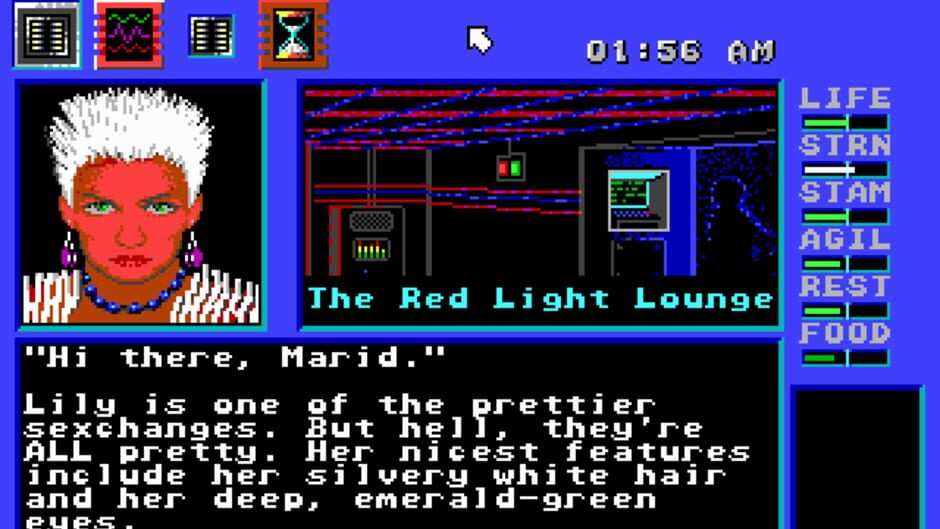 01:56 AM
LIFE
STRN
STAM
AGIL
REST
FOOD
The Red Light Lounge
"Hi there, Marid."
Lily is one of the prettier
sexchanges. But hell, they're
ALL pretty. Her nicest features
include her silvery white hair
and her deep, emerald-green
eyes.